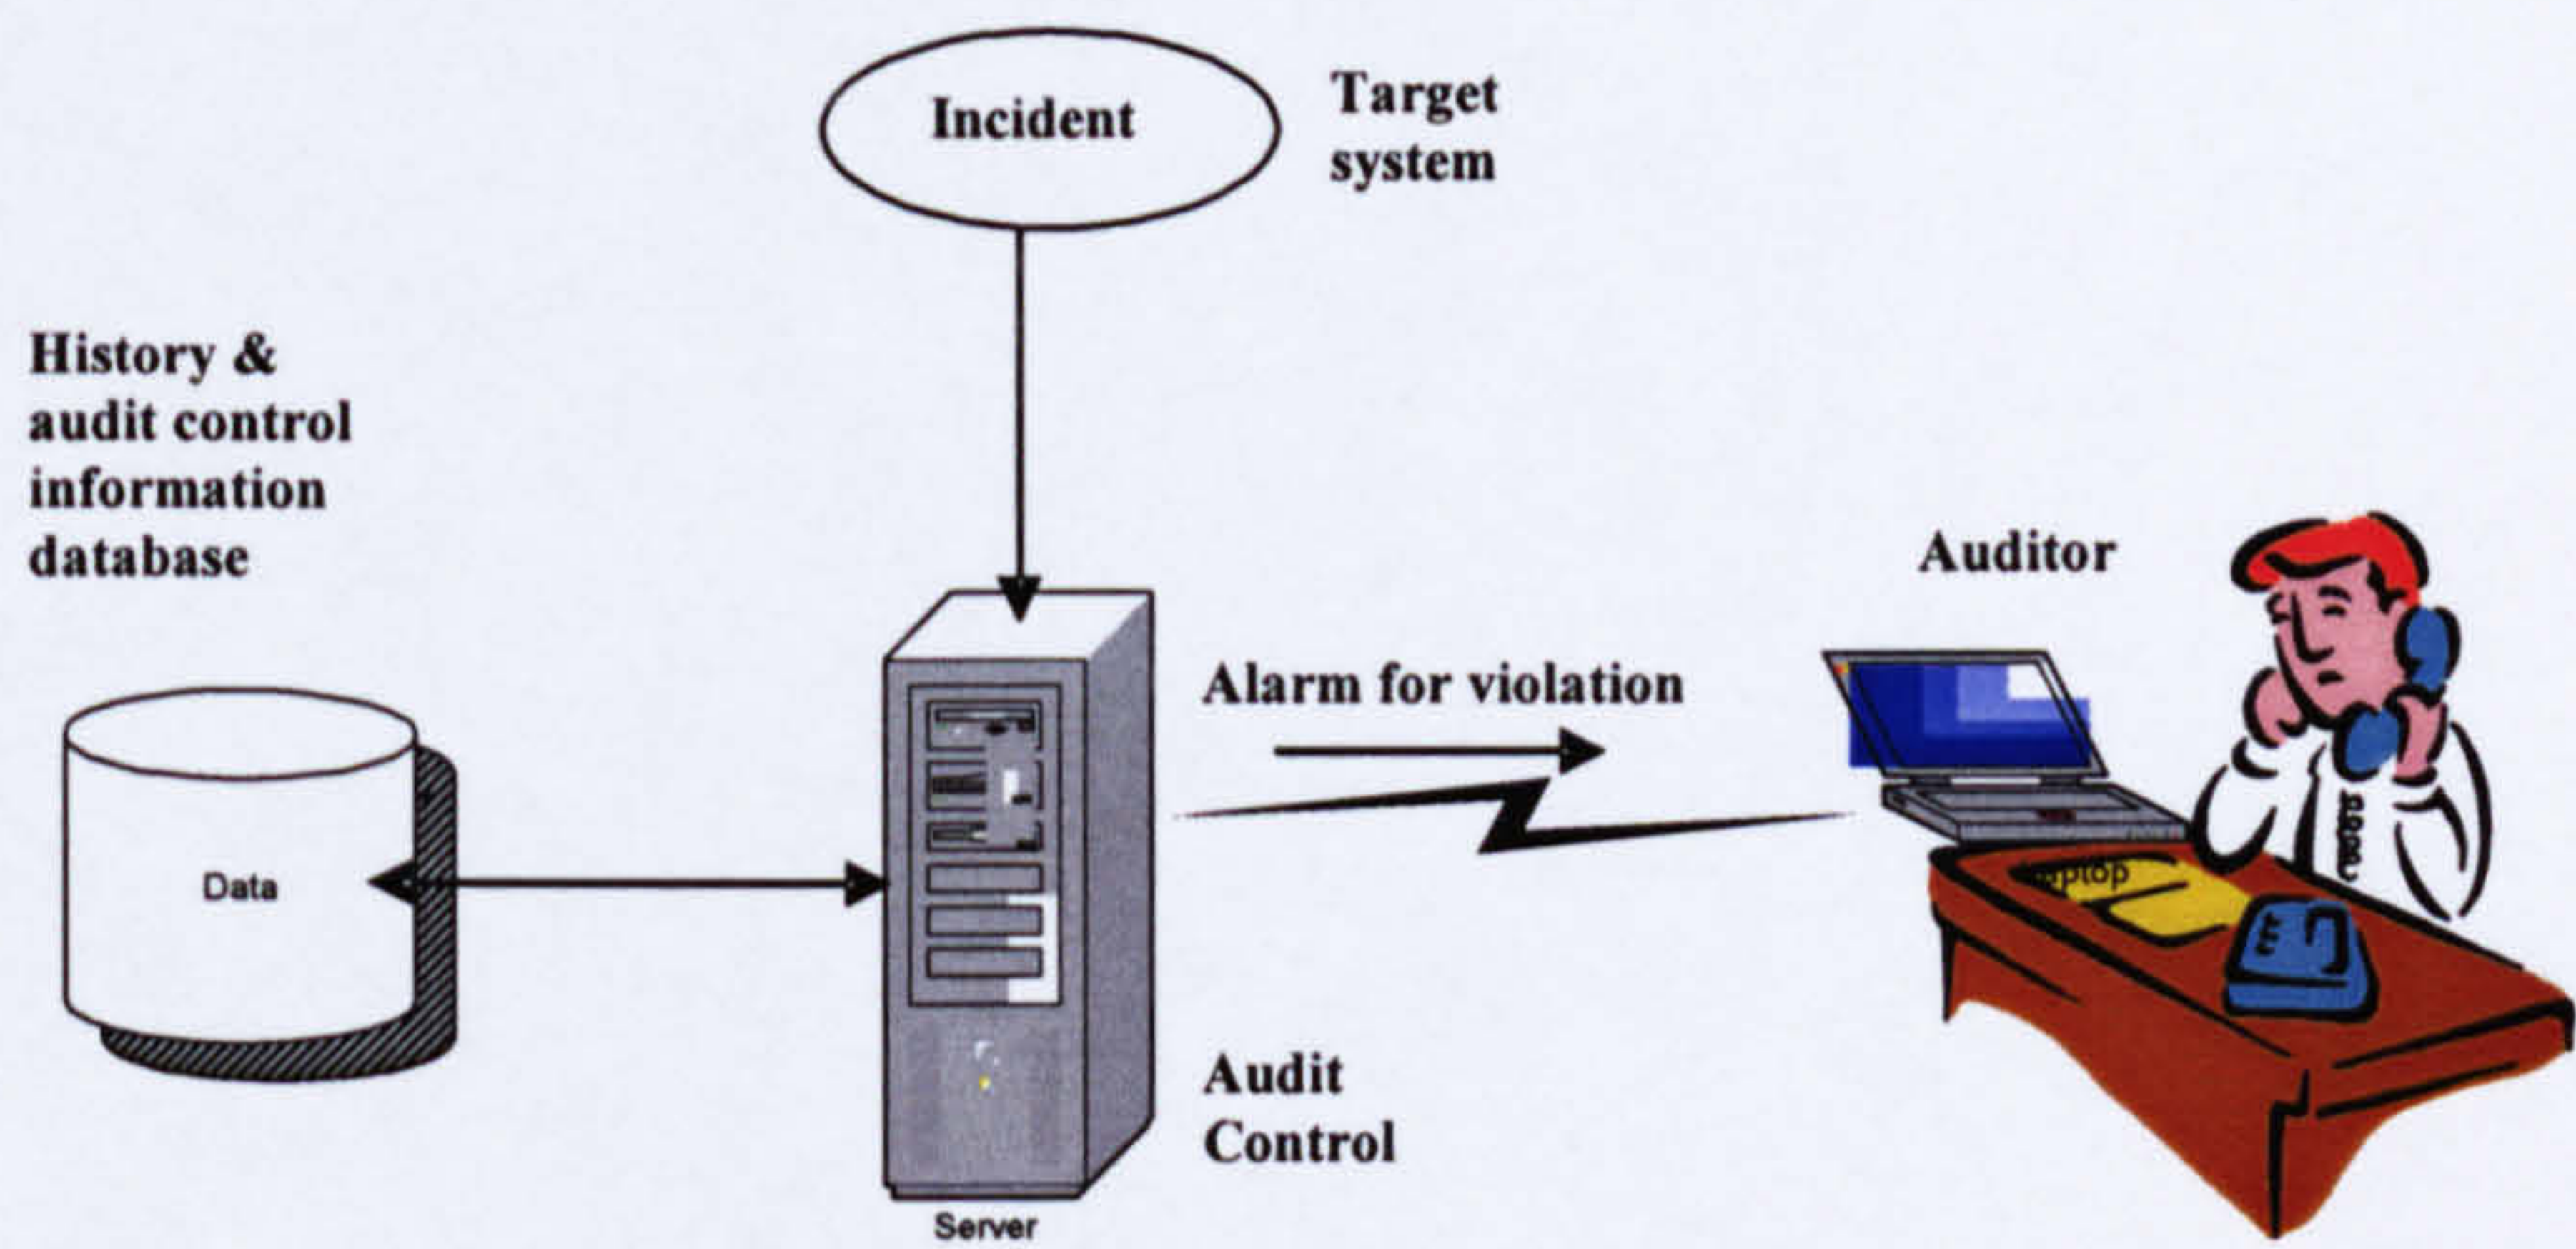 Incident
Target
system
History &
audit control
information
database
Auditor
Alarm for violation
Data
Audit
Control
Server